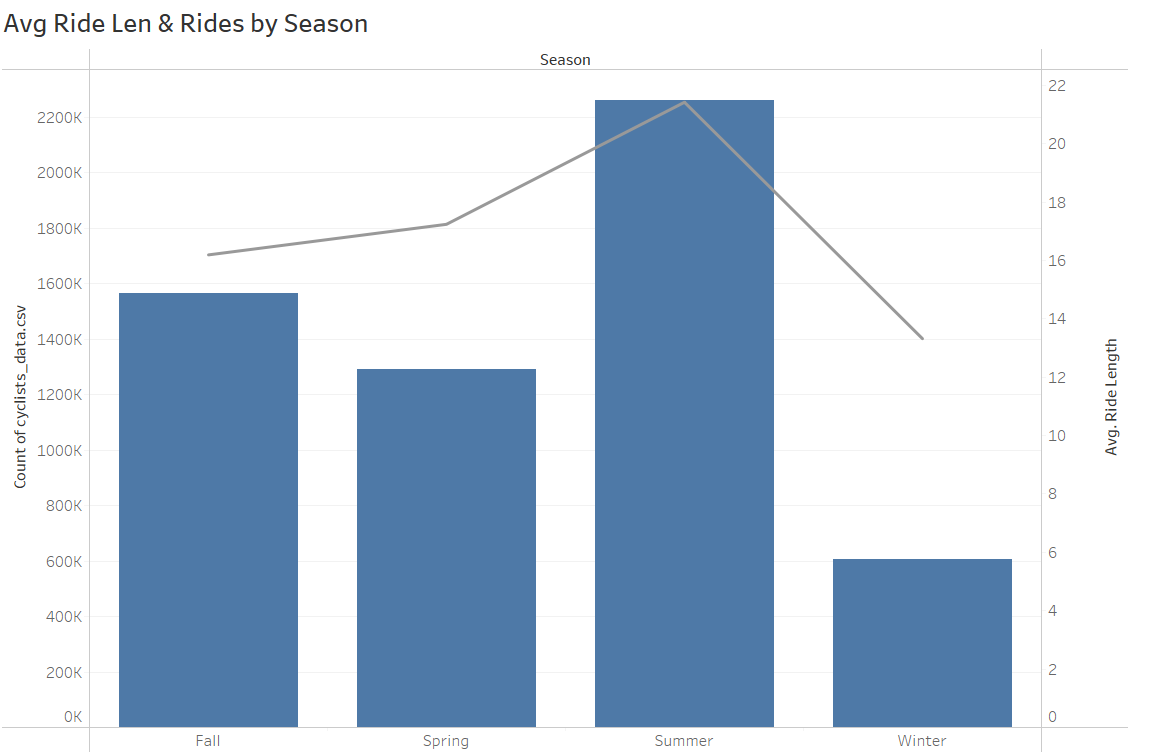 Avg Ride Len & Rides by Season
Season
2200K
2000K
1800K
1600K
1400K
1200K
1000K
800K
600K
400K
200K
0K
Count of cyclists_data.csv
22
20
18
16
14
12
10
8
6
4
2
0
Avg. Ride Length
Fall
Spring
Summer
Winter